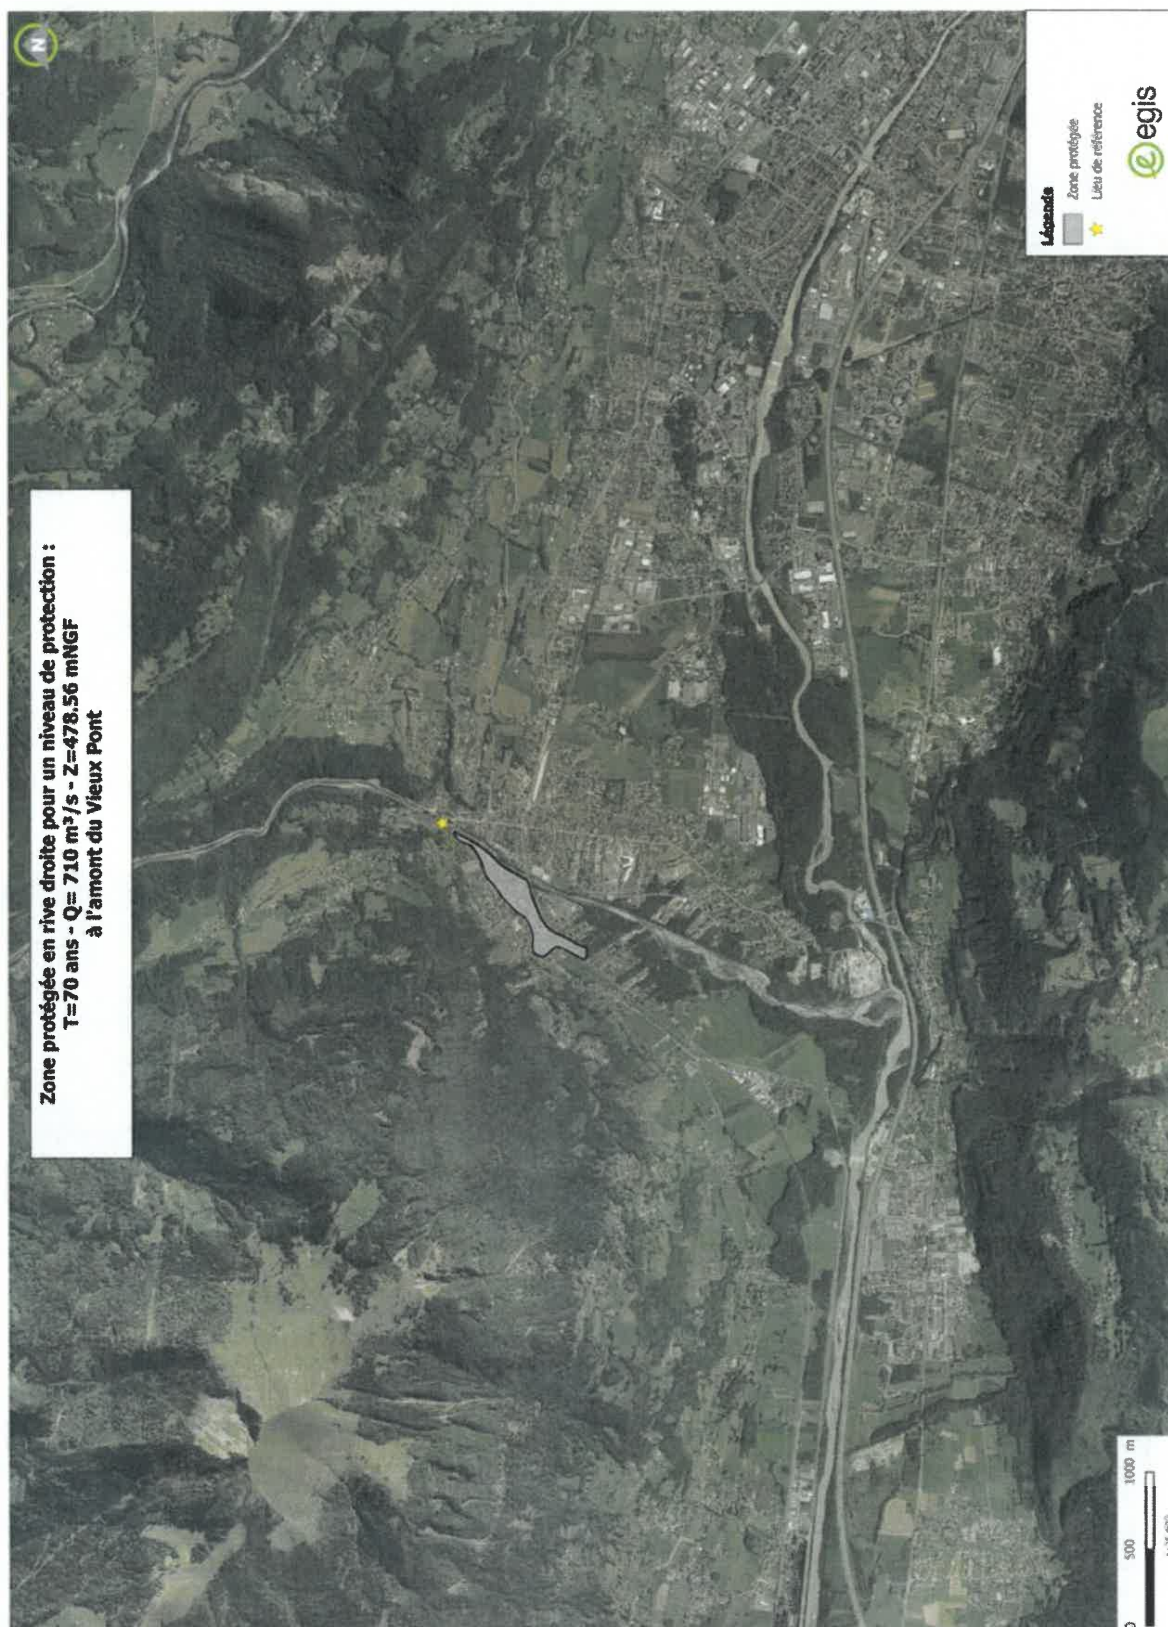 Zone protégée en rive droite pour un niveau de protection :
T=70 ans - Q= 710 m³/s - Z=478.56 mNGF
à l'amont du Vieux Pont
N
Légende
Zone protégée
Lieu de référence
egis
0 500 1000 m